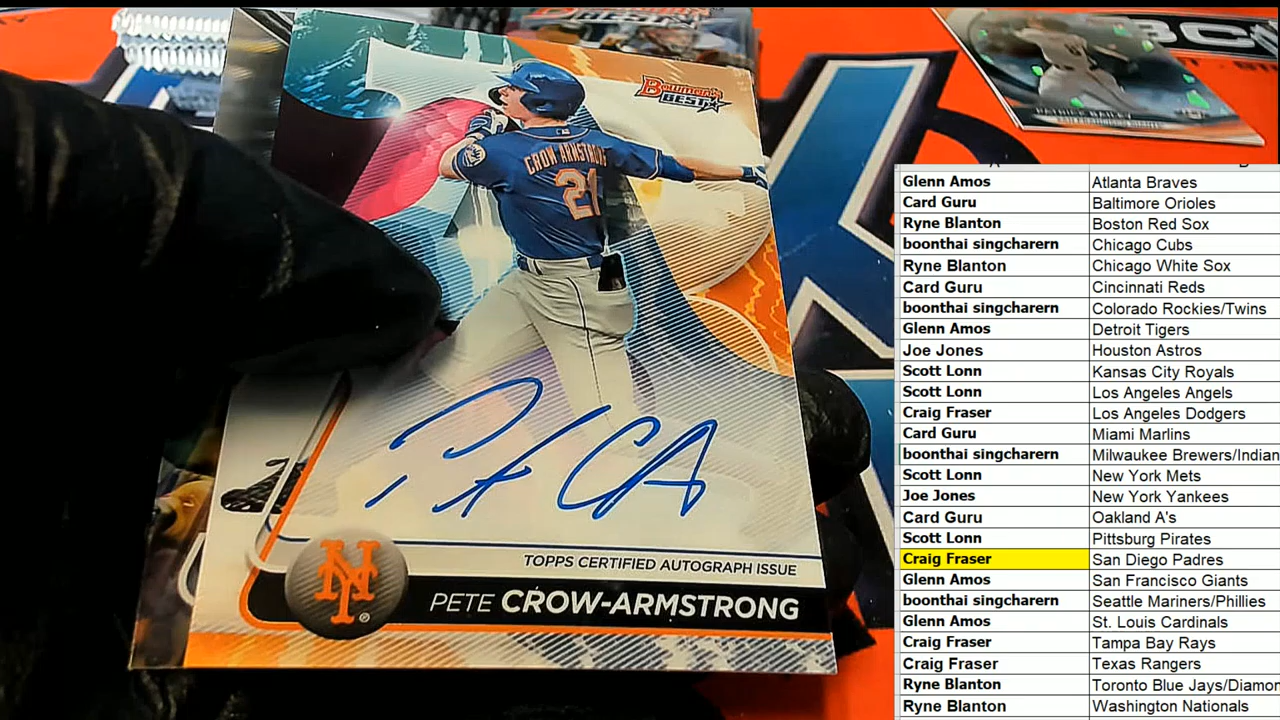 BOWMAN'S
BEST
CROW-ARMSTRONG
21
TOPPS CERTIFIED AUTOGRAPH ISSUE
NY
PETE CROW-ARMSTRONG
Glenn Amos Atlanta Braves
Card Guru Baltimore Orioles
Ryne Blanton Boston Red Sox
boonthai singcharern Chicago Cubs
Ryne Blanton Chicago White Sox
Card Guru Cincinnati Reds
boonthai singcharern Colorado Rockies/Twins
Glenn Amos Detroit Tigers
Joe Jones Houston Astros
Scott Lonn Kansas City Royals
Scott Lonn Los Angeles Angels
Craig Fraser Los Angeles Dodgers
Card Guru Miami Marlins
boonthai singcharern Milwaukee Brewers/Indian
Scott Lonn New York Mets
Joe Jones New York Yankees
Card Guru Oakland A's
Scott Lonn Pittsburg Pirates
Craig Fraser San Diego Padres
Glenn Amos San Francisco Giants
boonthai singcharern Seattle Mariners/Phillies
Glenn Amos St. Louis Cardinals
Craig Fraser Tampa Bay Rays
Craig Fraser Texas Rangers
Ryne Blanton Toronto Blue Jays/Diamon
Ryne Blanton Washington Nationals